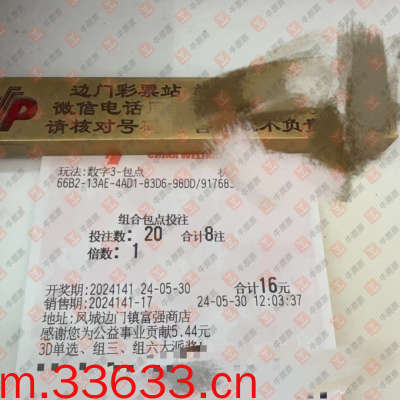 边门彩票站
微信电话
请核对号
不负
P
CHINA WELF
玩法:数字3-包点
66B2-13AE-4AD1-83D6-98DD/91768
组合包点投注
投注数: 20 合计8注
倍数: 1
开奖期:2024141 24-05-30 合计16元
销售期:2024141-17 24-05-30 12:03:37
地址:凤城边门镇富强商店
感谢您为公益事业贡献5.44元
3D单选、组三、组六大派奖
m.33633.cn